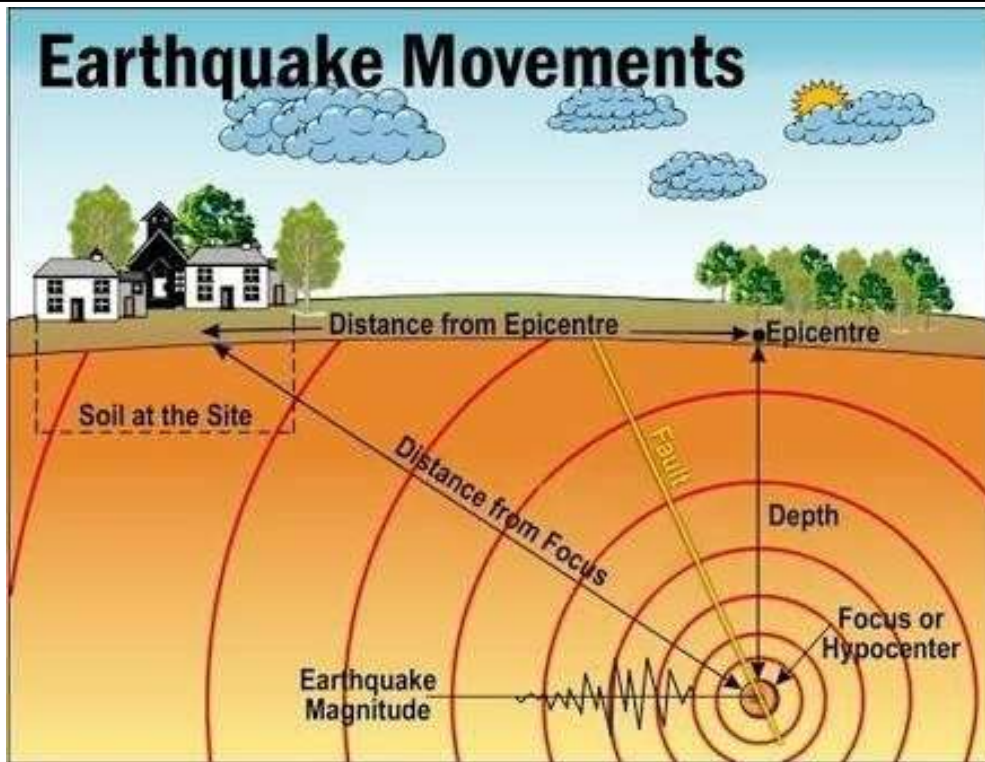 Earthquake Movements
Distance from Epicentre
Epicentre
Soil at the Site
Fault
Distance from Focus
Depth
Focus or
Hypocenter
Earthquake
Magnitude